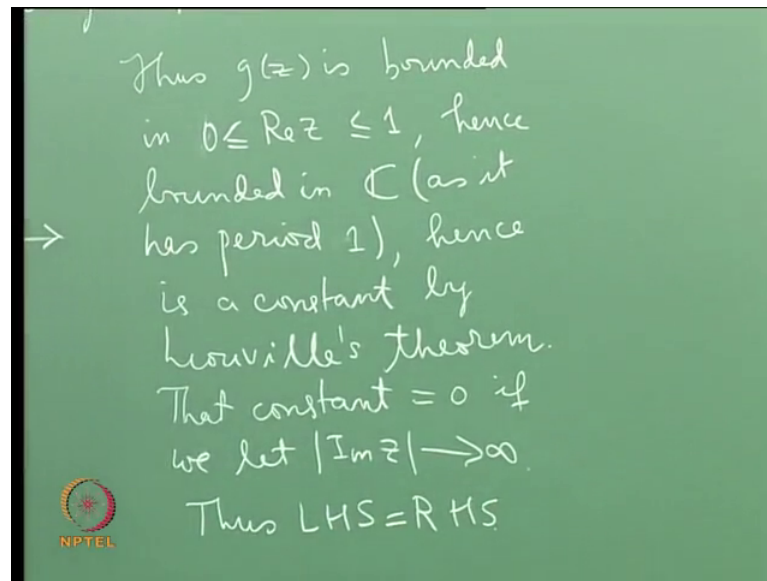 Thus g(z) is bounded
in 0 ≤ Re z ≤ 1, hence
bounded in ℂ (as it
→ has period 1), hence
is a constant by
Liouville's theorem.
That constant = 0 if
we let |Im z| → ∞.
Thus LHS = RHS.
NPTEL